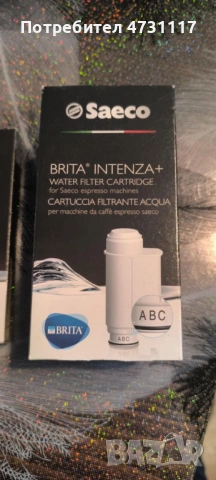 Потребител 4731117
Saeco
BRITA® INTENZA+
WATER FILTER CARTRIDGE
for Saeco espresso machines
CARTUCCIA FILTRANTE ACQUA
per macchine da caffè espresso saeco
ABC
ABC
BRITA®
BAZAR